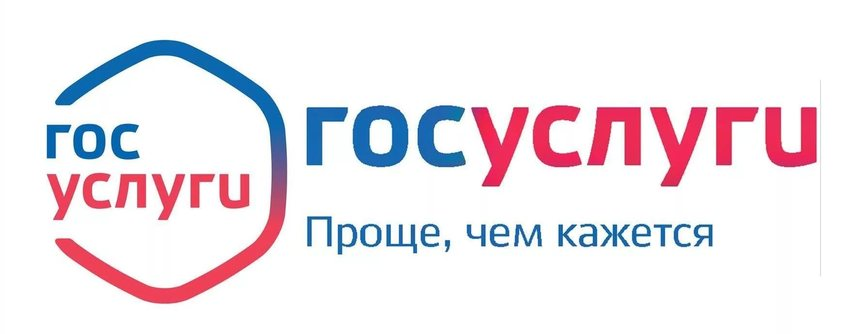 гос
услуги
госуслуги
Проще, чем кажется